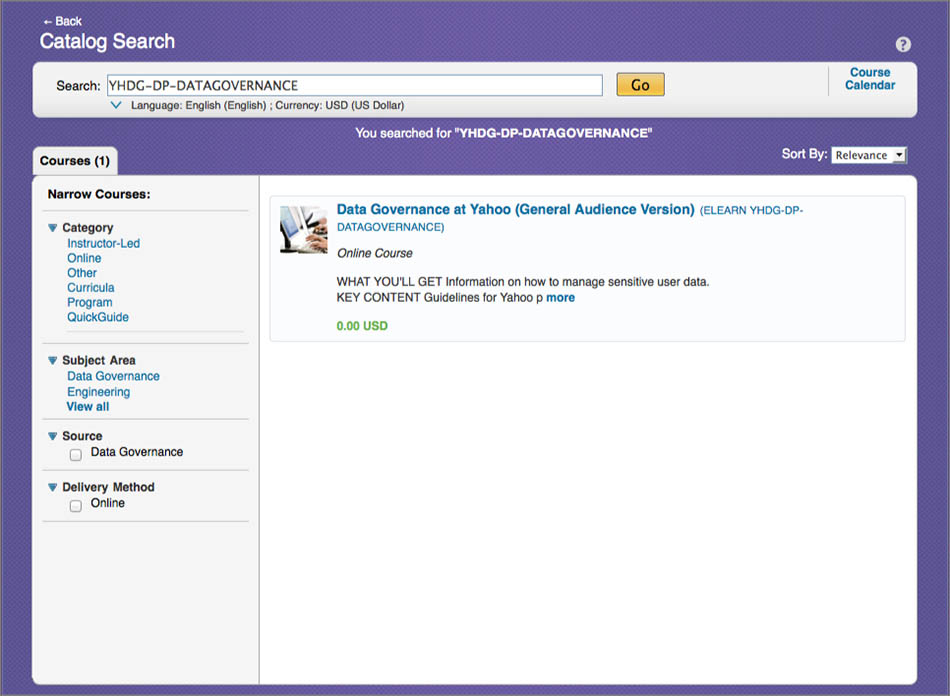 ← Back
Catalog Search
?
Search: YHDG-DP-DATAGOVERNANCE Go
Course
Calendar
Language: English (English) ; Currency: USD (US Dollar)
You searched for "YHDG-DP-DATAGOVERNANCE"
Courses (1)
Sort By: Relevance
Narrow Courses:
Category
Instructor-Led
Online
Other
Curricula
Program
QuickGuide
Subject Area
Data Governance
Engineering
View all
Source
Data Governance
Delivery Method
Online
Data Governance at Yahoo (General Audience Version) (ELEARN YHDG-DP-
DATAGOVERNANCE)
Online Course
WHAT YOU'LL GET Information on how to manage sensitive user data.
KEY CONTENT Guidelines for Yahoo p more
0.00 USD